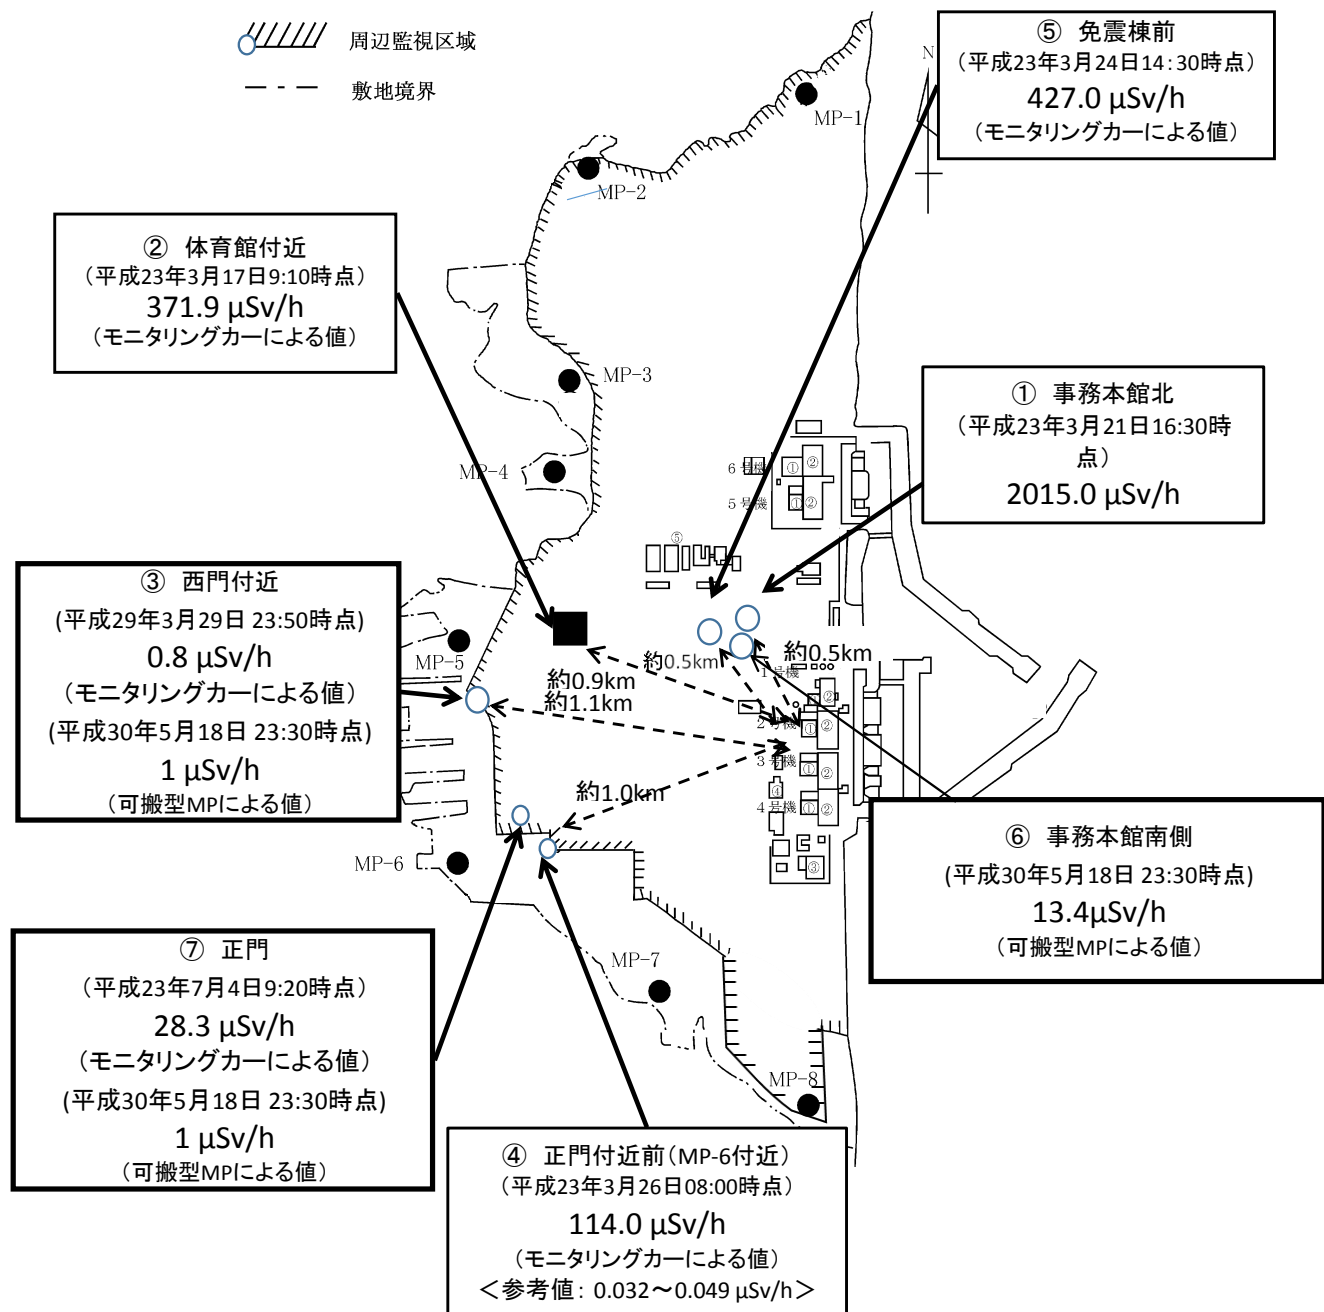 周辺監視区域
敷地境界
⑤ 免震棟前
(平成23年3月24日14:30時点)
427.0 μSv/h
(モニタリングカーによる値)
N
MP-1
MP-2
② 体育館付近
(平成23年3月17日9:10時点)
371.9 μSv/h
(モニタリングカーによる値)
MP-3
① 事務本館北
(平成23年3月21日16:30時
点)
2015.0 μSv/h
MP-4
6号機
① ②
5号機
① ②
⑤
③ 西門付近
(平成29年3月29日 23:50時点)
0.8 μSv/h
(モニタリングカーによる値)
(平成30年5月18日 23:30時点)
1 μSv/h
(可搬型MPによる値)
MP-5
約0.5km
約0.5km
約0.9km
約1.1km
1号機
②
2号機
① ②
3号機
① ②
④
4号機
① ②
③
約1.0km
MP-6
⑥ 事務本館南側
(平成30年5月18日 23:30時点)
13.4μSv/h
(可搬型MPによる値)
⑦ 正門
(平成23年7月4日9:20時点)
28.3 μSv/h
(モニタリングカーによる値)
(平成30年5月18日 23:30時点)
1 μSv/h
(可搬型MPによる値)
MP-7
MP-8
④ 正門付近前(MP-6付近)
(平成23年3月26日08:00時点)
114.0 μSv/h
(モニタリングカーによる値)
<参考値: 0.032～0.049 μSv/h>